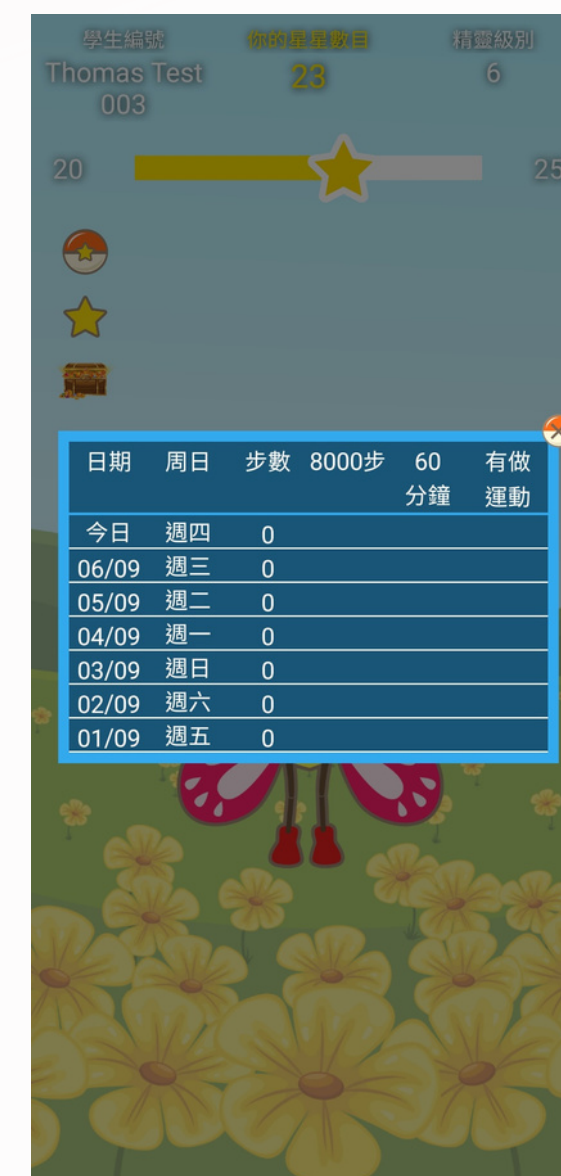 學生編號 你的星星數目 精靈級別
Thomas Test 23 6
003
20 25
日期 周日 步數 8000步 60 有做
分鐘 運動
今日 週四 0
06/09 週三 0
05/09 週二 0
04/09 週一 0
03/09 週日 0
02/09 週六 0
01/09 週五 0